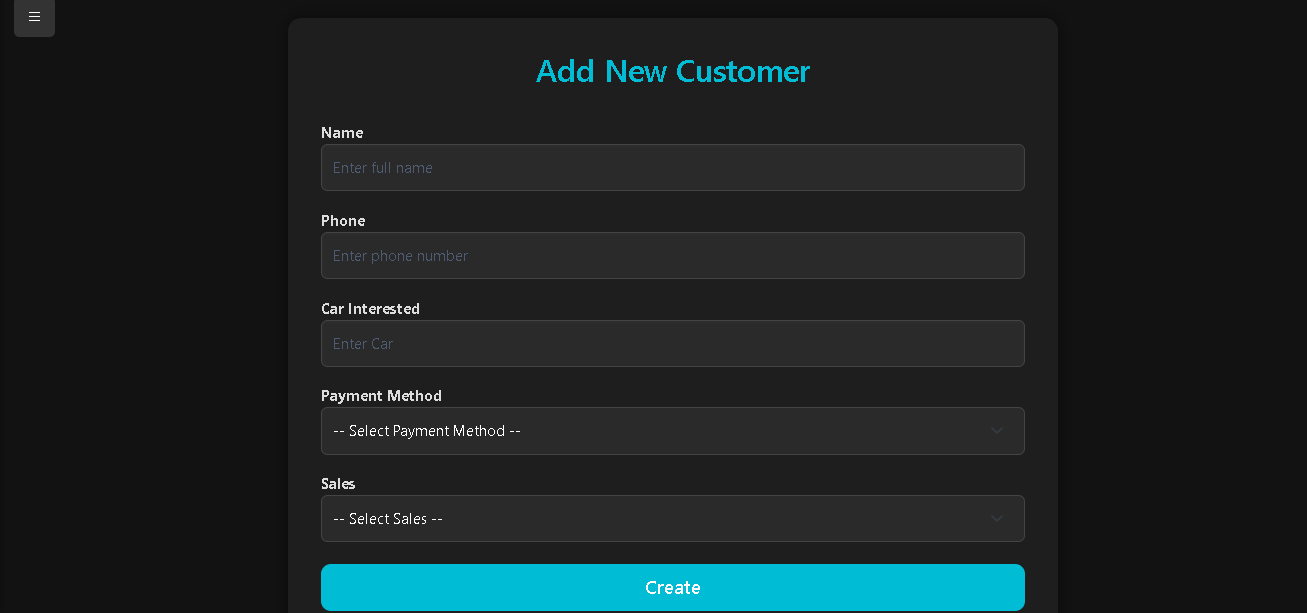 Add New Customer
Name
Enter full name
Phone
Enter phone number
Car Interested
Enter Car
Payment Method
-- Select Payment Method --
Sales
-- Select Sales --
Create